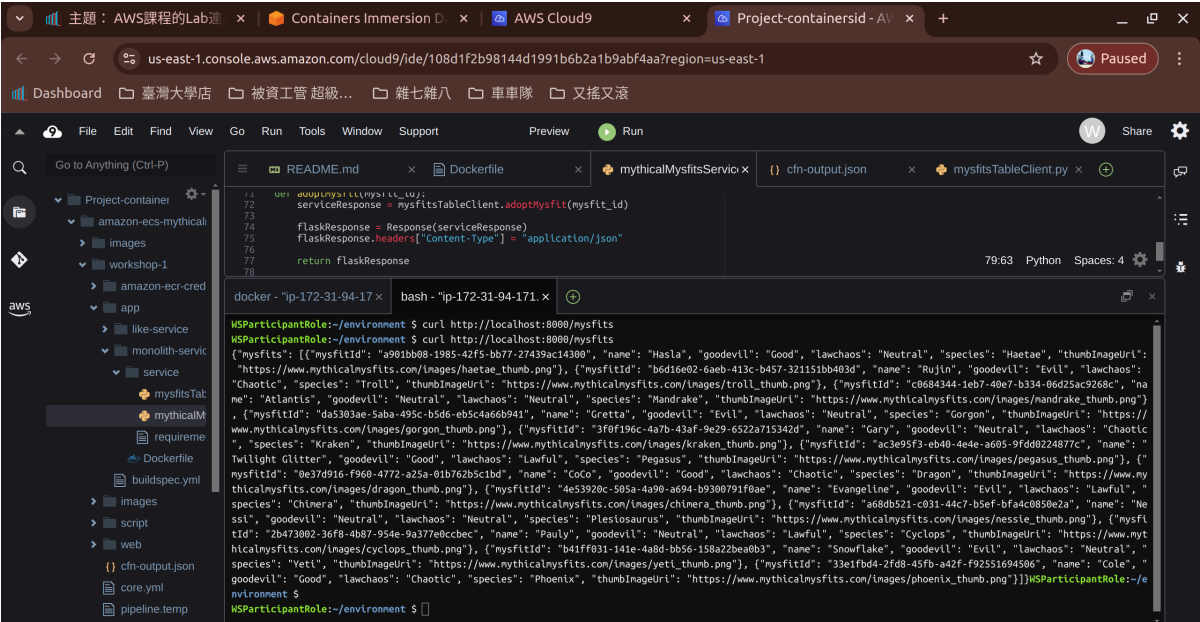 主題： AWS課程的Lab連
Containers Immersion Da
AWS Cloud9
Project-containersid - AW
us-east-1.console.aws.amazon.com/cloud9/ide/108d1f2b98144d1991b6b2a1b9abf4aa?region=us-east-1
Paused
Dashboard 臺灣大學店 被資工管 超級… 雜七雜八 車車隊 又搖又滾
File Edit Find View Go Run Tools Window Support Preview Run W Share
Go to Anything (Ctrl-P)
README.md Dockerfile mythicalMysfitsServic cfn-output.json mysfitsTableClient.py
Project-container
amazon-ecs-mythical
images
workshop-1
amazon-ecr-cred
app
like-service
monolith-servic
service
mysfitsTab
mythicalM
requireme
Dockerfile
buildspec.yml
images
script
web
cfn-output.json
core.yml
pipeline.temp
aws
71 def adoptMysfit(mysfit_id):
72 serviceResponse = mysfitsTableClient.adoptMysfit(mysfit_id)
73
74 flaskResponse = Response(serviceResponse)
75 flaskResponse.headers["Content-Type"] = "application/json"
76
77 return flaskResponse
78
79:63 Python Spaces: 4
docker - "ip-172-31-94-17 bash - "ip-172-31-94-171.
WSParticipantRole:~/environment $ curl http://localhost:8000/mysfits
WSParticipantRole:~/environment $ curl http://localhost:8000/mysfits
{"mysfits": [{"mysfitId": "a901bb08-1985-42f5-bb77-27439ac14300", "name": "Hasla", "goodevil": "Good", "lawchaos": "Neutral", "species": "Haetae", "thumbImageUri":
"https://www.mythicalmysfits.com/images/haetae_thumb.png"}, {"mysfitId": "b6d16e02-6aeb-413c-b457-321151bb403d", "name": "Rujin", "goodevil": "Evil", "lawchaos":
"Chaotic", "species": "Troll", "thumbImageUri": "https://www.mythicalmysfits.com/images/troll_thumb.png"}, {"mysfitId": "c0684344-1eb7-40e7-b334-06d25ac9268c", "na
me": "Atlantis", "goodevil": "Neutral", "lawchaos": "Neutral", "species": "Mandrake", "thumbImageUri": "https://www.mythicalmysfits.com/images/mandrake_thumb.png"}
, {"mysfitId": "da5303ae-5aba-495c-b5d6-eb5c4a66b941", "name": "Gretta", "goodevil": "Evil", "lawchaos": "Neutral", "species": "Gorgon", "thumbImageUri": "https://
www.mythicalmysfits.com/images/gorgon_thumb.png"}, {"mysfitId": "3f0f196c-4a7b-43af-9e29-6522a715342d", "name": "Gary", "goodevil": "Neutral", "lawchaos": "Chaotic
", "species": "Kraken", "thumbImageUri": "https://www.mythicalmysfits.com/images/kraken_thumb.png"}, {"mysfitId": "ac3e95f3-eb40-4e4e-a605-9fdd0224877c", "name": "
Twilight Glitter", "goodevil": "Good", "lawchaos": "Lawful", "species": "Pegasus", "thumbImageUri": "https://www.mythicalmysfits.com/images/pegasus_thumb.png"}, {"
mysfitId": "0e37d916-f960-4772-a25a-01b762b5c1bd", "name": "CoCo", "goodevil": "Good", "lawchaos": "Chaotic", "species": "Dragon", "thumbImageUri": "https://www.my
thicalmysfits.com/images/dragon_thumb.png"}, {"mysfitId": "4e53920c-505a-4a90-a694-b9300791f0ae", "name": "Evangeline", "goodevil": "Evil", "lawchaos": "Lawful", "
species": "Chimera", "thumbImageUri": "https://www.mythicalmysfits.com/images/chimera_thumb.png"}, {"mysfitId": "a68db521-c031-44c7-b5ef-bfa4c0850e2a", "name": "Ne
ssi", "goodevil": "Neutral", "lawchaos": "Neutral", "species": "Plesiosaurus", "thumbImageUri": "https://www.mythicalmysfits.com/images/nessie_thumb.png"}, {"mysfi
tId": "2b473002-36f8-4b87-954e-9a377e0ccbec", "name": "Pauly", "goodevil": "Neutral", "lawchaos": "Lawful", "species": "Cyclops", "thumbImageUri": "https://www.myt
hicalmysfits.com/images/cyclops_thumb.png"}, {"mysfitId": "b41ff031-141e-4a8d-bb56-158a22bea0b3", "name": "Snowflake", "goodevil": "Evil", "lawchaos": "Neutral", "
species": "Yeti", "thumbImageUri": "https://www.mythicalmysfits.com/images/yeti_thumb.png"}, {"mysfitId": "33e1fbd4-2fd8-45fb-a42f-f92551694506", "name": "Cole", "
goodevil": "Good", "lawchaos": "Chaotic", "species": "Phoenix", "thumbImageUri": "https://www.mythicalmysfits.com/images/phoenix_thumb.png"}]}WSParticipantRole:~/e
nvironment $
WSParticipantRole:~/environment $